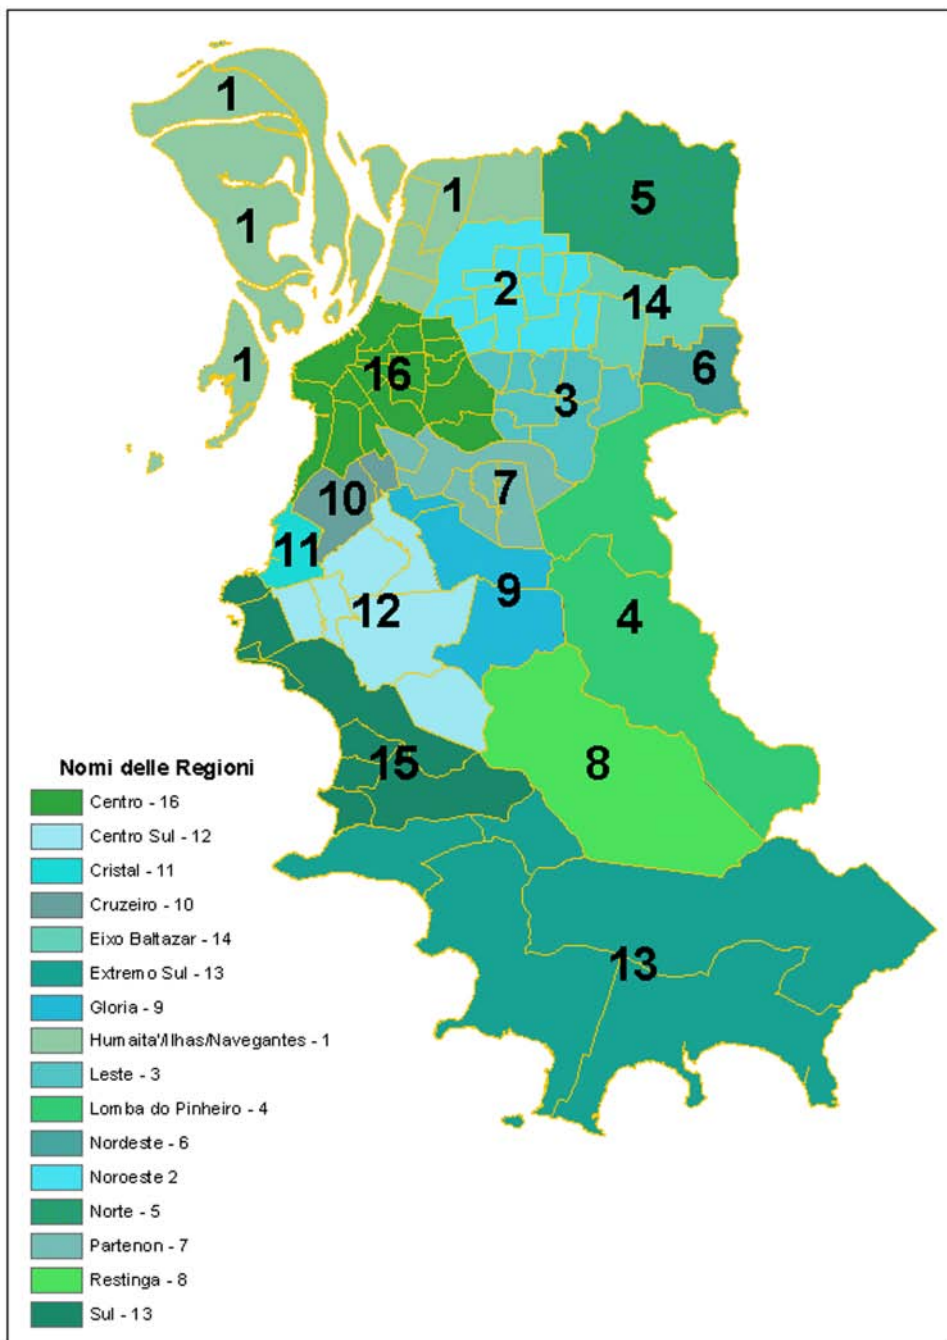 1
5
1
1
2
14
1
16
6
3
10
7
11
9
12
4
15
8
13
Nomi delle Regioni
Centro - 16
Centro Sul - 12
Cristal - 11
Cruzeiro - 10
Eixo Baltazar - 14
Extremo Sul - 13
Gloria - 9
Humaita'/Ilhas/Navegantes - 1
Leste - 3
Lomba do Pinheiro - 4
Nordeste - 6
Noroeste 2
Norte - 5
Partenon - 7
Restinga - 8
Sul - 13